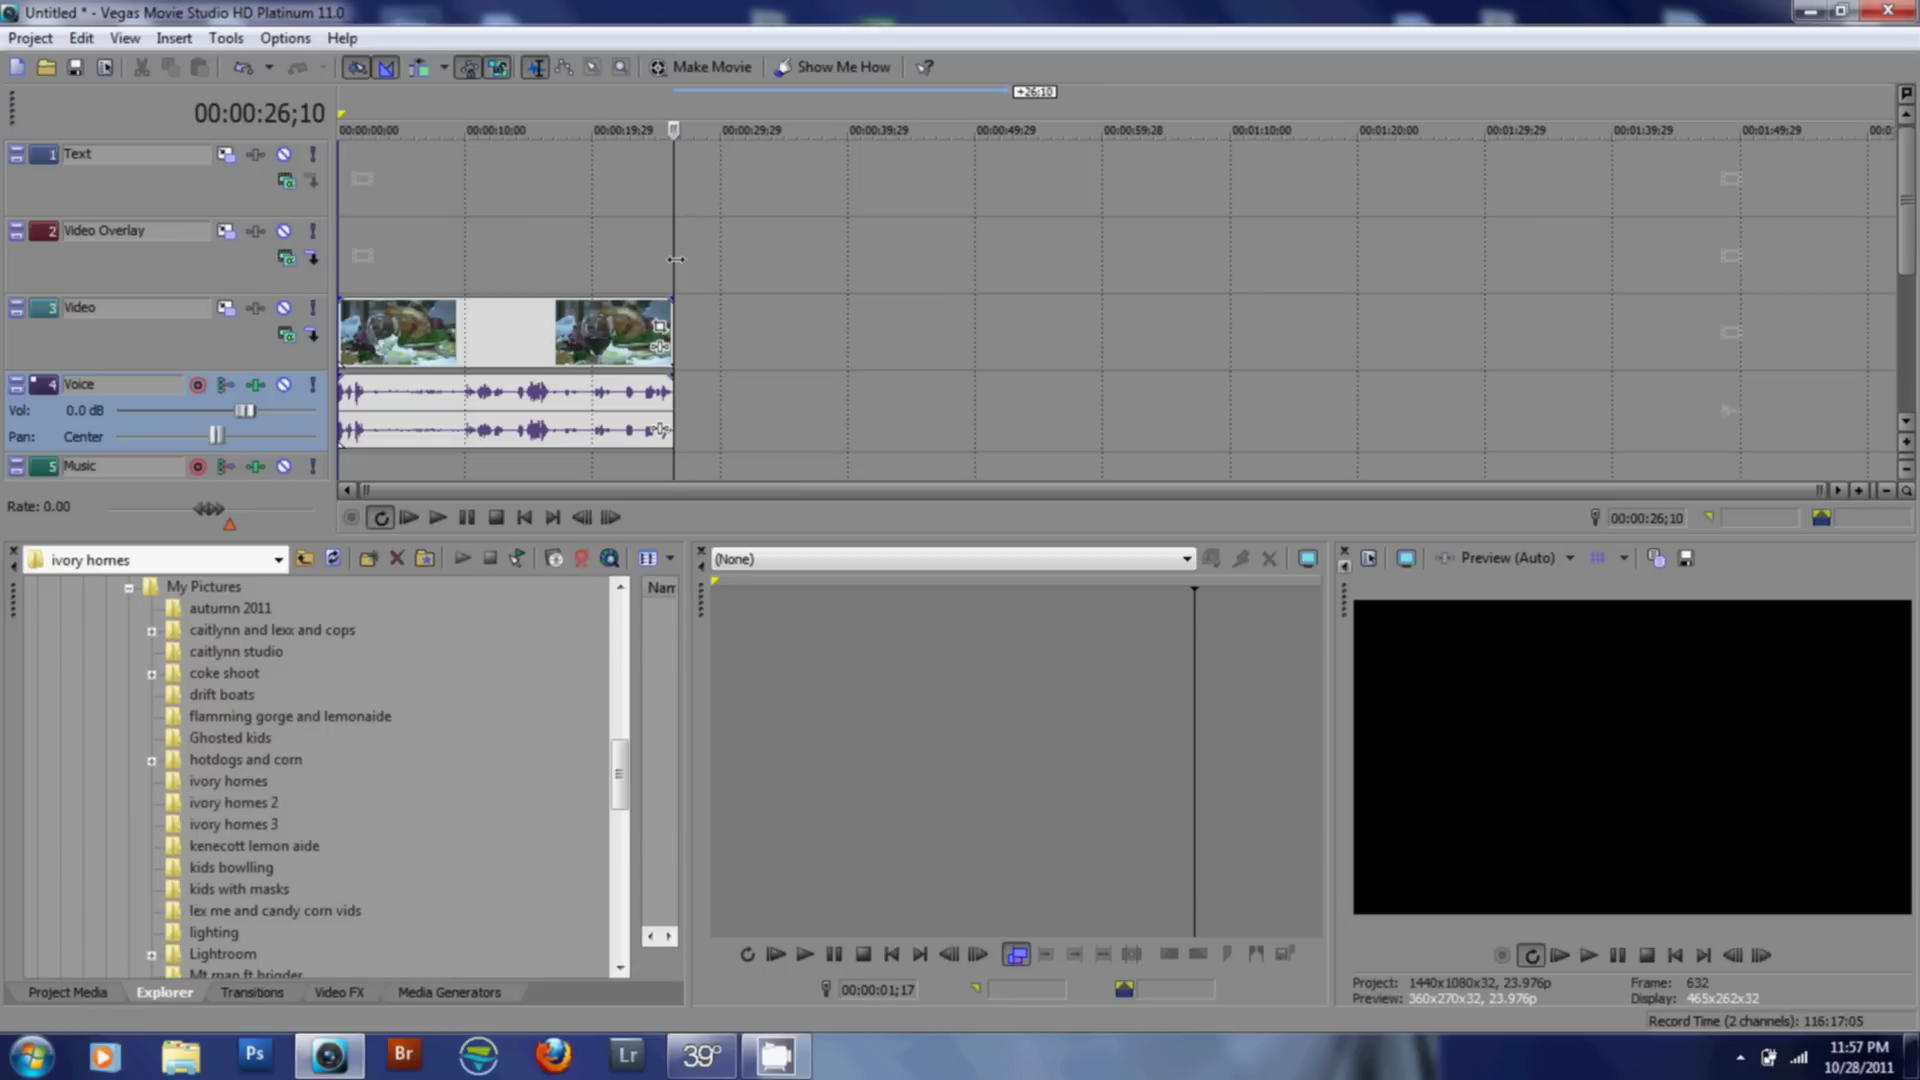 Untitled * - Vegas Movie Studio HD Platinum 11.0
Project Edit View Insert Tools Options Help
Make Movie Show Me How
+26:10
00:00:26;10
00:00:00;00 00:00:10;00 00:00:19;29 00:00:29;29 00:00:39;29 00:00:49;29 00:00:59;28 00:01:10;00 00:01:20;00 00:01:29;29 00:01:39;29 00:01:49;29 00:0
1 Text
2 Video Overlay
3 Video
4 Voice
Vol: 0.0 dB
Pan: Center
5 Music
Rate: 0.00
00:00:26;10
ivory homes
(None)
Preview (Auto)
My Pictures
Nam
autumn 2011
caitlynn and lexx and cops
caitlynn studio
coke shoot
drift boats
flamming gorge and lemonaide
Ghosted kids
hotdogs and corn
ivory homes
ivory homes 2
ivory homes 3
kenecott lemon aide
kids bowlling
kids with masks
lex me and candy corn vids
lighting
Lightroom
Mt man ft bridger
Project Media Explorer Transitions Video FX Media Generators
00:00:01;17
Project: 1440x1080x32, 23.976p Frame: 632
Preview: 360x270x32, 23.976p Display: 465x262x32
Record Time (2 channels): 116:17:05
Ps Br Lr 39°
11:57 PM
10/28/2011